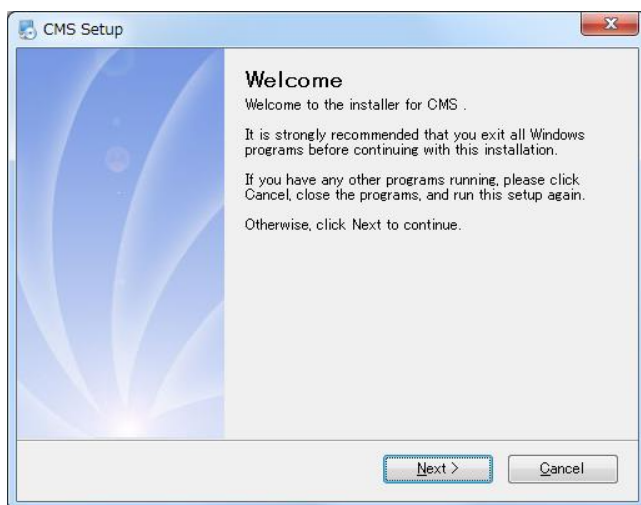 CMS Setup
Welcome
Welcome to the installer for CMS .
It is strongly recommended that you exit all Windows
programs before continuing with this installation.
If you have any other programs running, please click
Cancel, close the programs, and run this setup again.
Otherwise, click Next to continue.
Next > Cancel